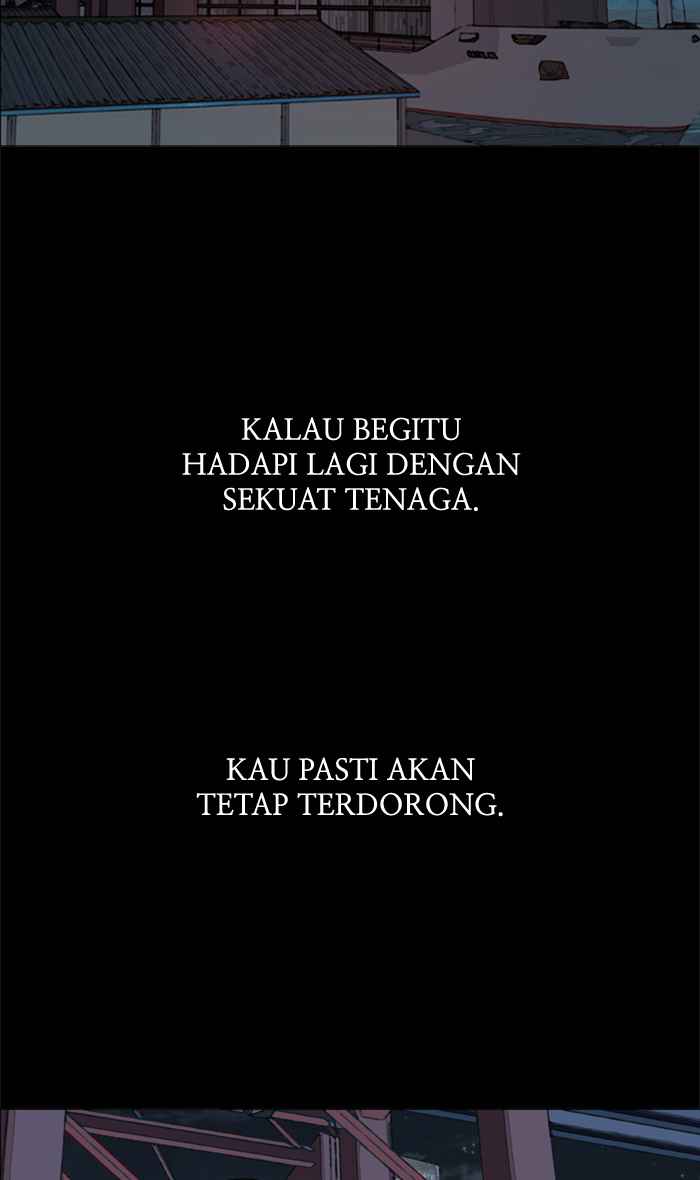 KALAU BEGITU
HADAPI LAGI DENGAN
SEKUAT TENAGA.
KAU PASTI AKAN
TETAP TERDORONG.